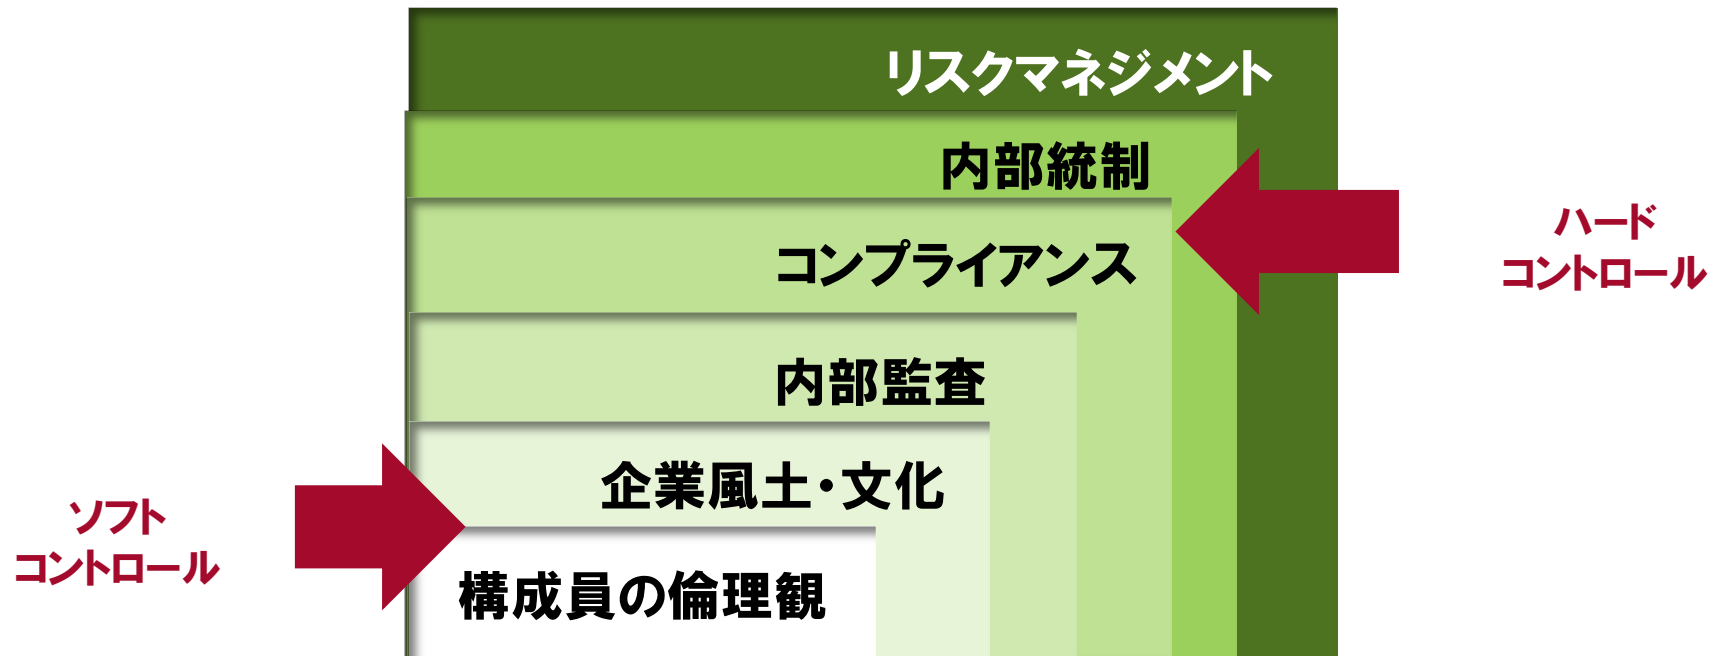 リスクマネジメント
内部統制
ハード
コントロール
コンプライアンス
内部監査
企業風土・文化
ソフト
コントロール
構成員の倫理観